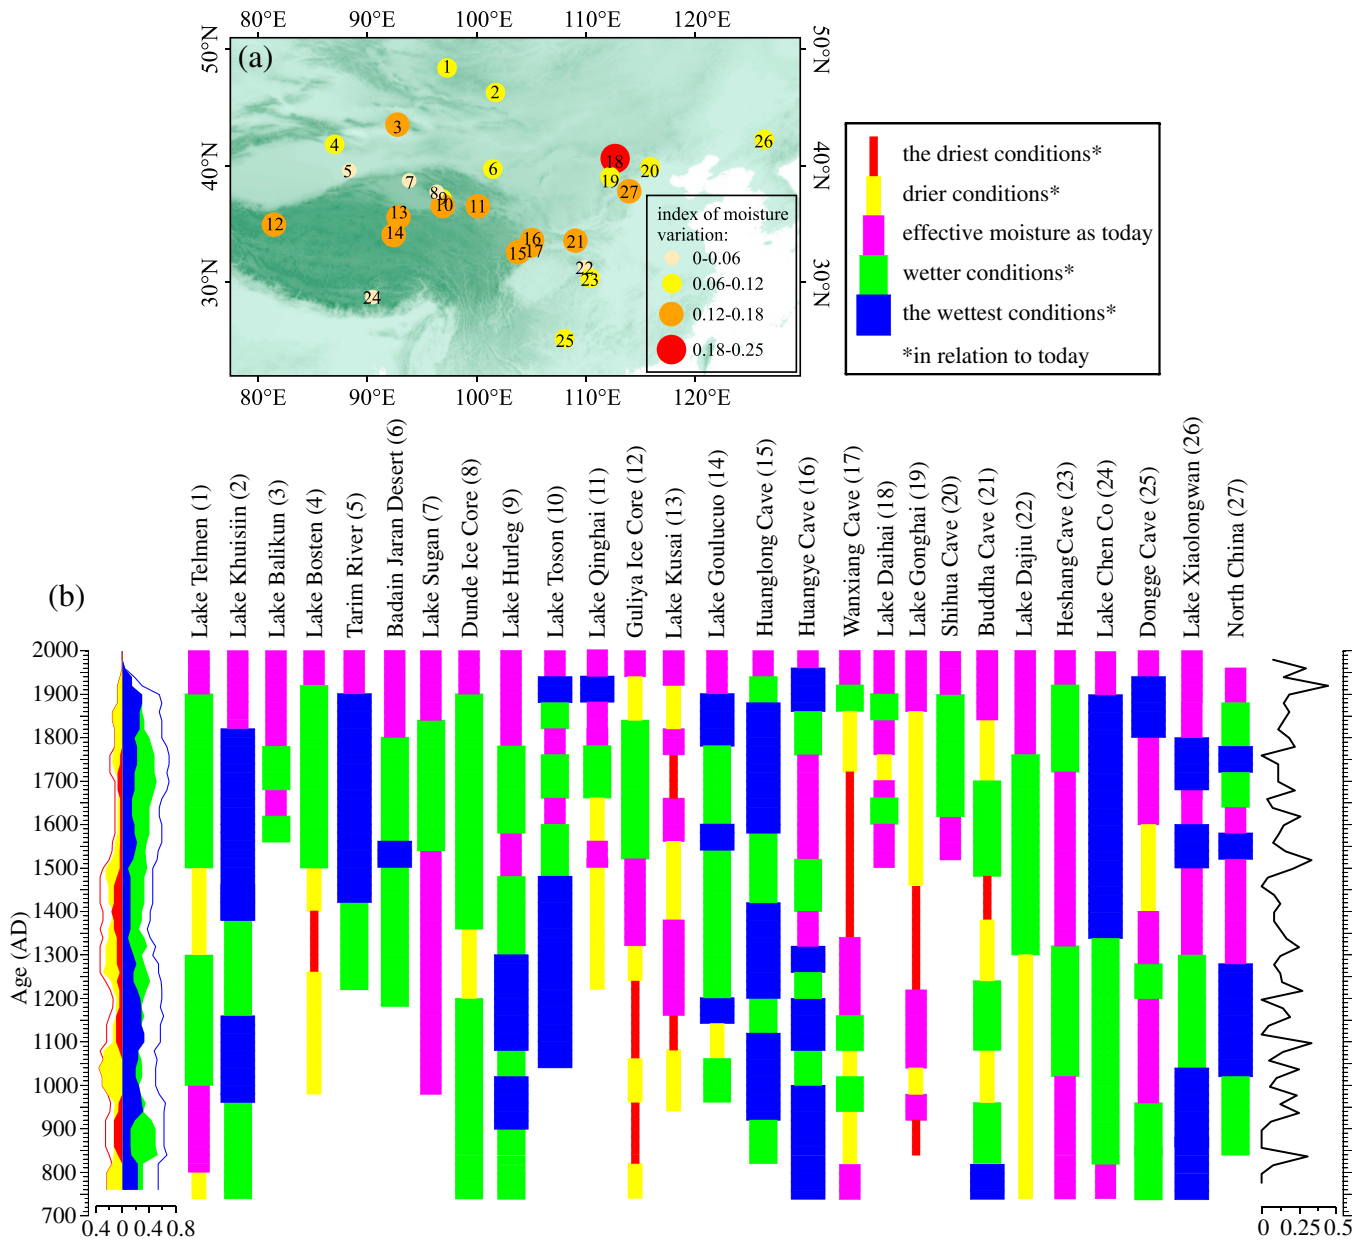 80°E 90°E 100°E 110°E 120°E
(a)
50°N 50°N
40°N 40°N
30°N 30°N
1
2
3
4
26
5
6
18
20
7
19
8
9
27
10
11
13
12
14
16
21
15
17
22
23
24
25
index of moisture
variation:
0-0.06
0.06-0.12
0.12-0.18
0.18-0.25
80°E 90°E 100°E 110°E 120°E
the driest conditions*
drier conditions*
effective moisture as today
wetter conditions*
the wettest conditions*
*in relation to today
(b)
Lake Telmen (1)
Lake Khuisiin (2)
Lake Balikun (3)
Lake Bosten (4)
Tarim River (5)
Badain Jaran Desert (6)
Lake Sugan (7)
Dunde Ice Core (8)
Lake Hurleg (9)
Lake Toson (10)
Lake Qinghai (11)
Guliya Ice Core (12)
Lake Kusai (13)
Lake Goulucuo (14)
Huanglong Cave (15)
Huangye Cave (16)
Wanxiang Cave (17)
Lake Daihai (18)
Lake Gonghai (19)
Shihua Cave (20)
Buddha Cave (21)
Lake Dajiu (22)
HeshangCave (23)
Lake Chen Co (24)
Dongge Cave (25)
Lake Xiaolongwan (26)
North China (27)
Age (AD)
2000
1900
1800
1700
1600
1500
1400
1300
1200
1100
1000
900
800
700
0.4 0 0.4 0.8
0 0.25 0.5